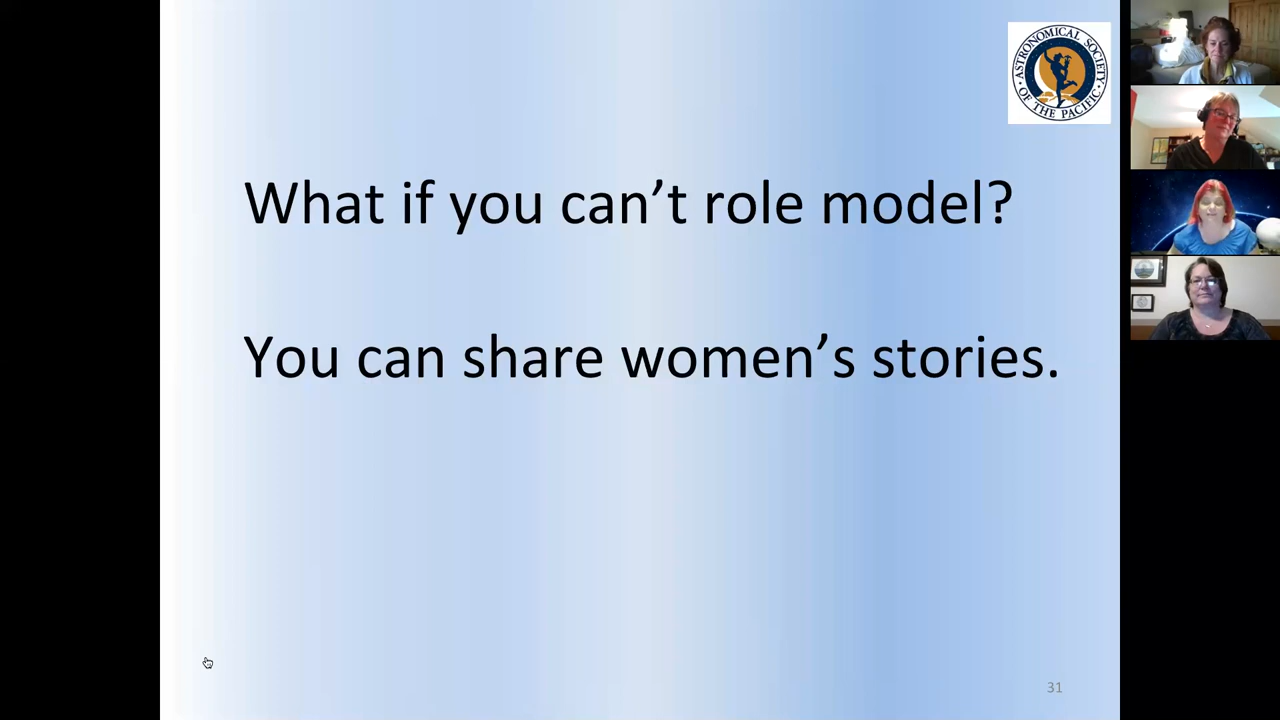 ASTRONOMICAL SOCIETY
OF THE PACIFIC
What if you can’t role model?
You can share women’s stories.
31